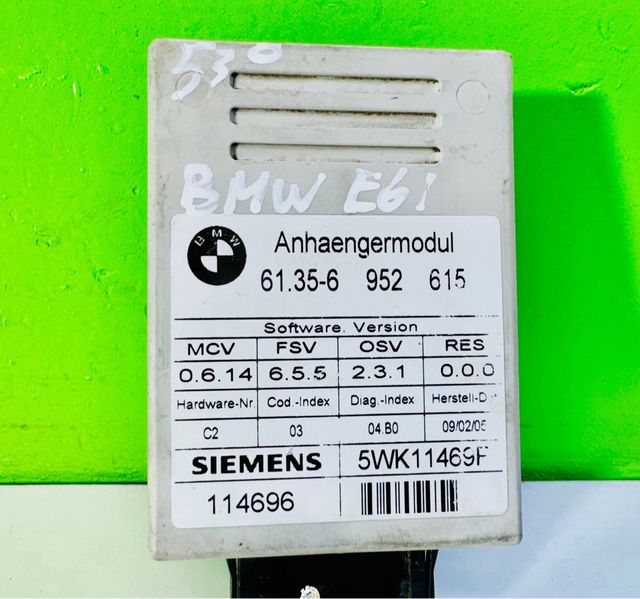 530
BMW E61
BMW
Anhaengermodul
61.35-6 952 615
Software. Version
MCV FSV OSV RES
0.6.14 6.5.5 2.3.1 0.0.0
Hardware-Nr. Cod.-Index Diag.-Index Herstell-D
C2 03 04 B0 09/02/05
SIEMENS 5WK11469F
114696